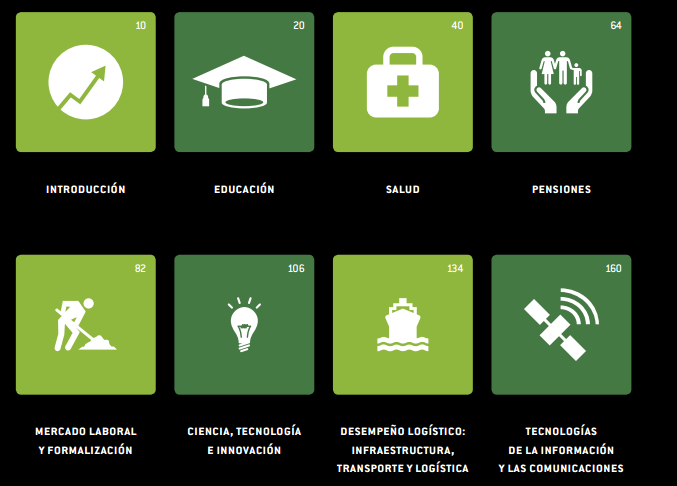 10
20
40
64
INTRODUCCIÓN
EDUCACIÓN
SALUD
PENSIONES
82
106
134
160
MERCADO LABORAL
Y FORMALIZACIÓN
CIENCIA, TECNOLOGÍA
E INNOVACIÓN
DESEMPEÑO LOGÍSTICO:
INFRAESTRUCTURA,
TRANSPORTE Y LOGÍSTICA
TECNOLOGÍAS
DE LA INFORMACIÓN
Y LAS COMUNICACIONES